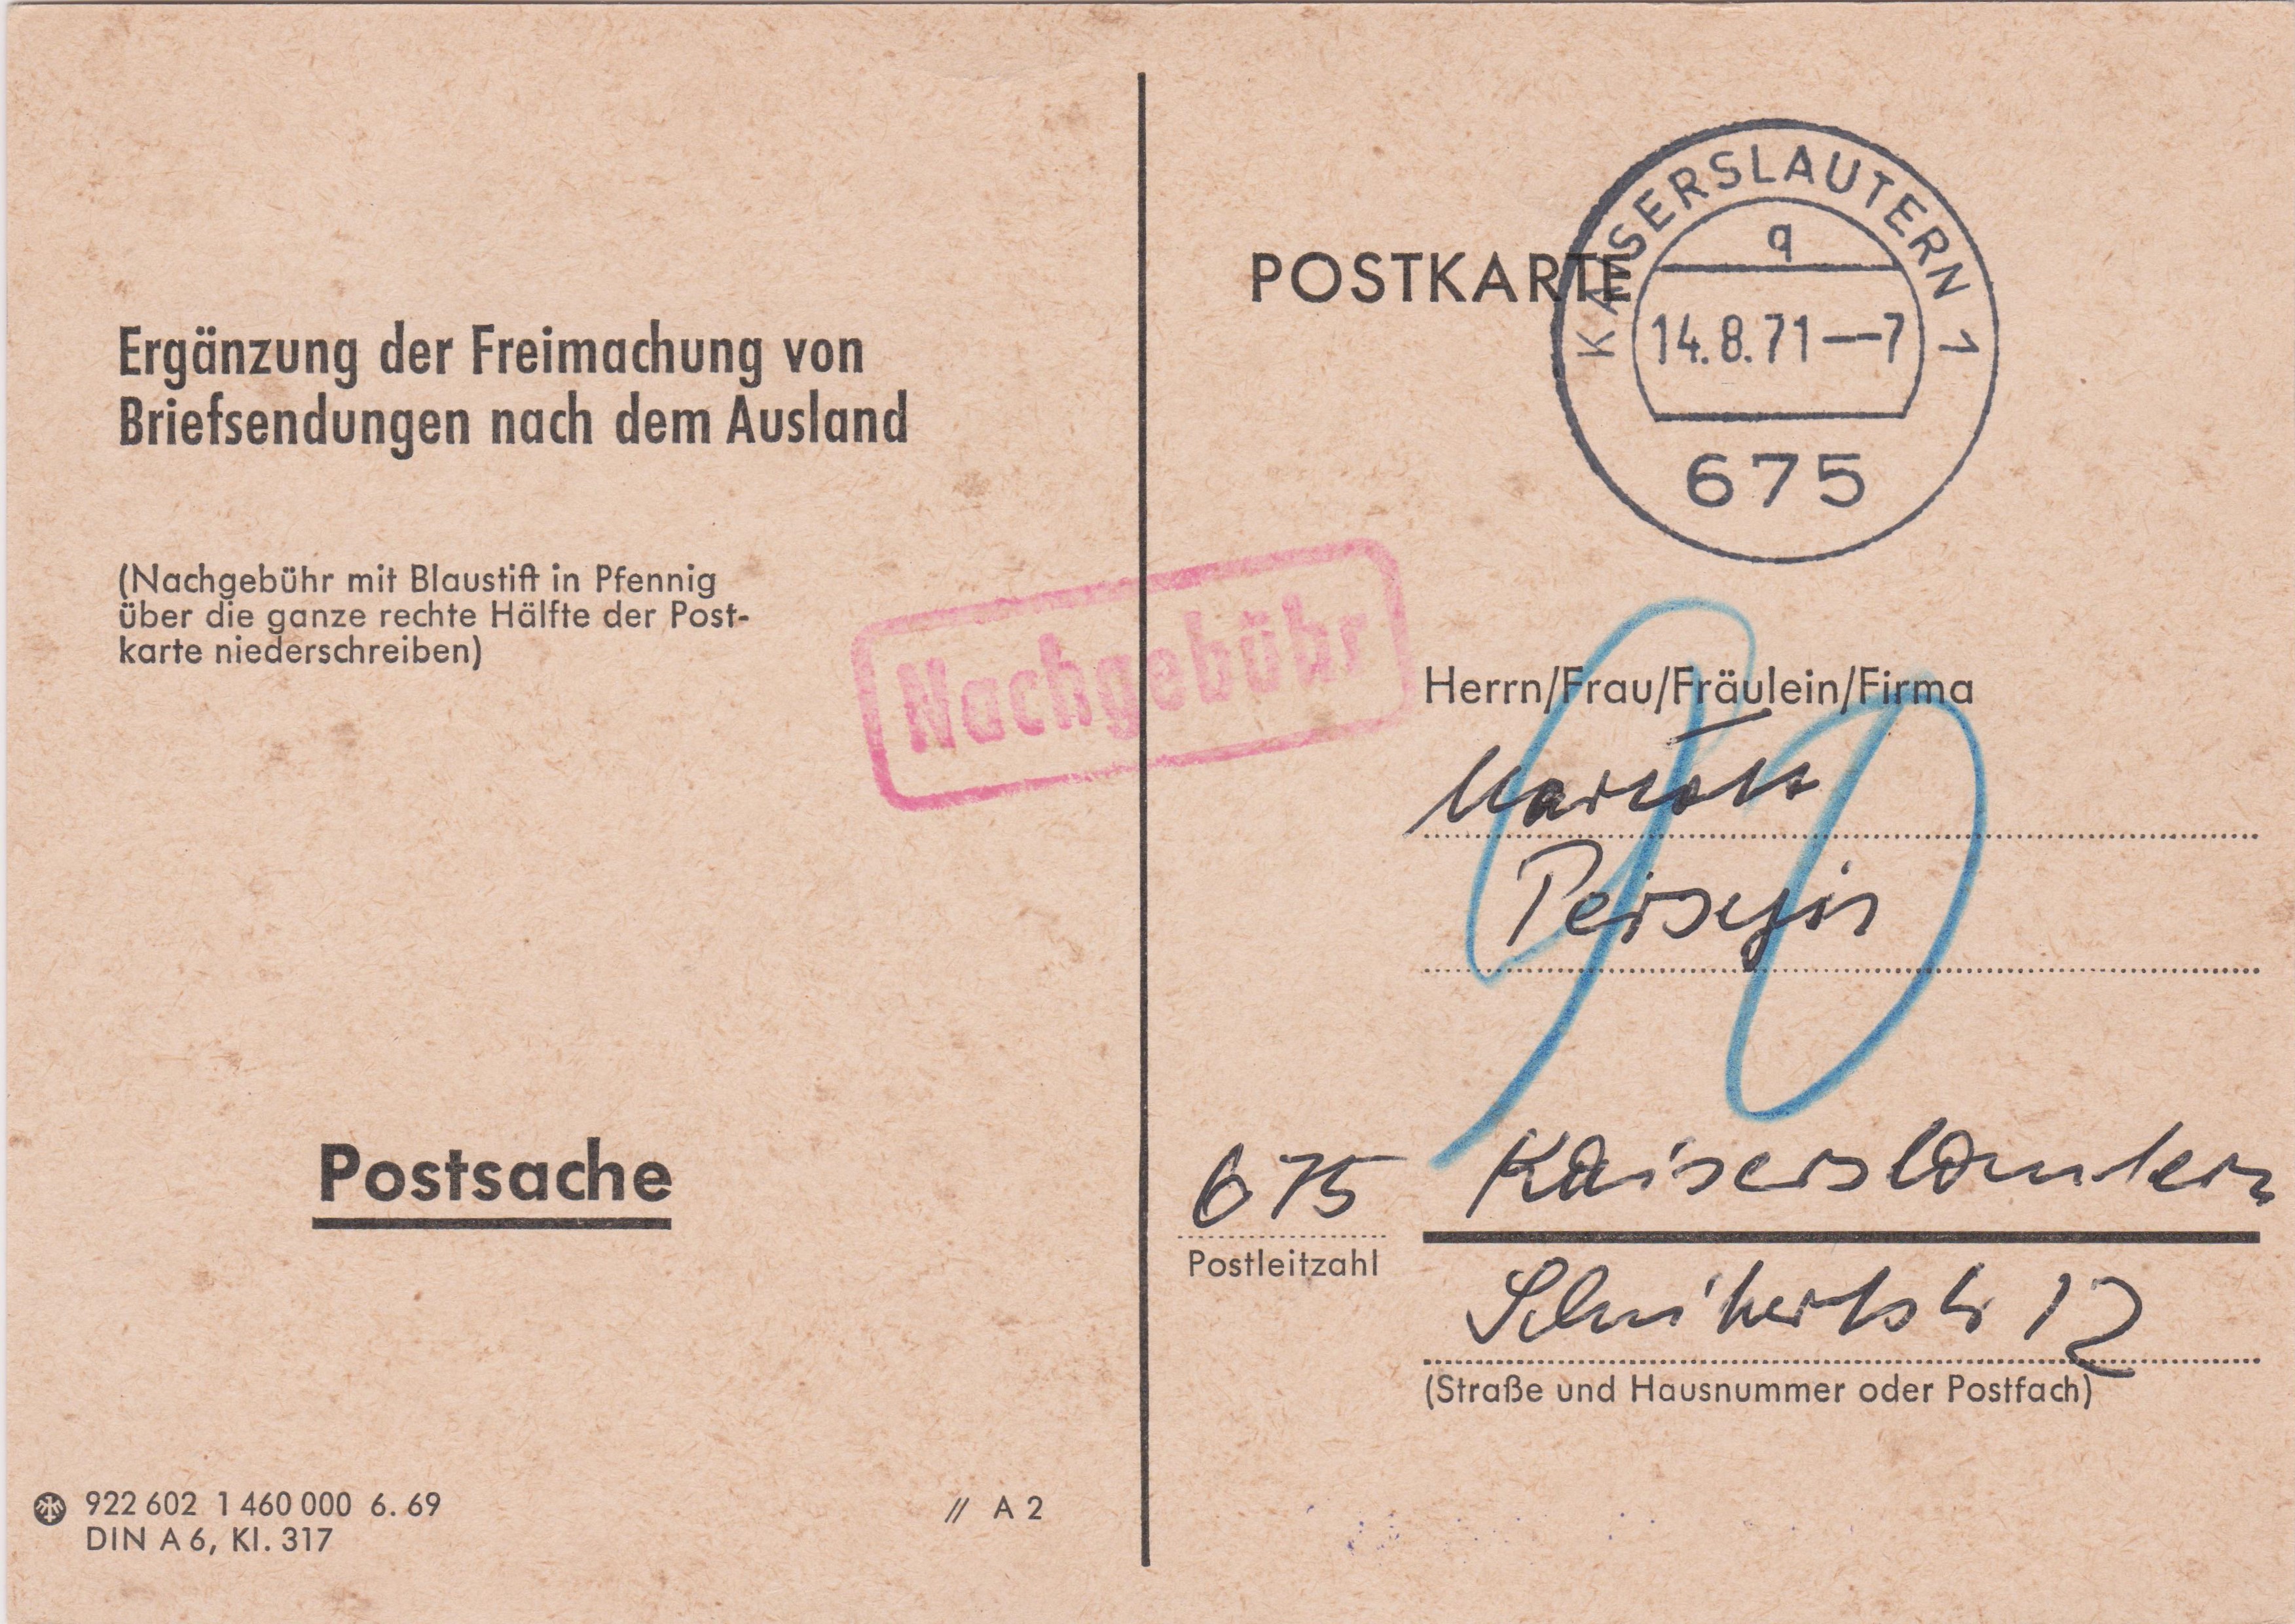 Ergänzung der Freimachung von
Briefsendungen nach dem Ausland
(Nachgebühr mit Blaustift in Pfennig
über die ganze rechte Hälfte der Post-
karte niederschreiben)
Postsache
922 602 1 460 000 6. 69
DIN A 6, Kl. 317
// A 2
Nachgebühr
POSTKARTE
KAISERSLAUTERN 1
q
14.8.71--7
675
Herrn/Frau/Fräulein/Firma
90
675 Kaiserslautern
Postleitzahl
12
(Straße und Hausnummer oder Postfach)